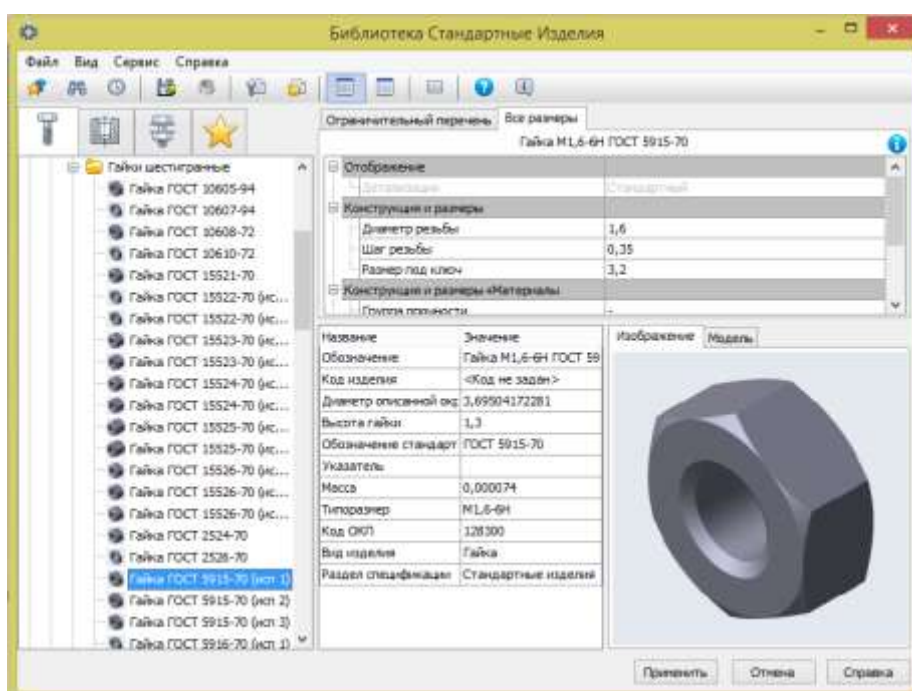 Библиотека Стандартные Изделия
Файл Вид Сервис Справка
Ограничительный перечень Все размеры
Гайка М1,6-6Н ГОСТ 5915-70
Гайки шестигранные
Гайка ГОСТ 10605-94
Гайка ГОСТ 10607-94
Гайка ГОСТ 10608-72
Гайка ГОСТ 10610-72
Гайка ГОСТ 15521-70
Гайка ГОСТ 15522-70 (ис...
Гайка ГОСТ 15522-70 (ис...
Гайка ГОСТ 15523-70 (ис...
Гайка ГОСТ 15523-70 (ис...
Гайка ГОСТ 15524-70 (ис...
Гайка ГОСТ 15524-70 (ис...
Гайка ГОСТ 15525-70 (ис...
Гайка ГОСТ 15525-70 (ис...
Гайка ГОСТ 15526-70 (ис...
Гайка ГОСТ 15526-70 (ис...
Гайка ГОСТ 15526-70 (ис...
Гайка ГОСТ 2524-70
Гайка ГОСТ 2526-70
Гайка ГОСТ 5915-70 (исп 1)
Гайка ГОСТ 5915-70 (исп 2)
Гайка ГОСТ 5915-70 (исп 3)
Гайка ГОСТ 5916-70 (исп 1)
Отображение
Детализация Стандартный
Конструкция и размеры
Диаметр резьбы 1,6
Шаг резьбы 0,35
Размер под ключ 3,2
Конструкция и размеры\Материалы
Группа прочности -
Название Значение
Обозначение Гайка М1,6-6Н ГОСТ 59
Код изделия <Код не задан>
Диаметр описанной окр 3,69504172281
Высота гайки 1,3
Обозначение стандарт ГОСТ 5915-70
Указатель
Масса 0,000074
Типоразмер М1,6-6Н
Код ОКП 128300
Вид изделия Гайка
Раздел спецификации Стандартные изделия
Изображение Модель
Применить Отмена Справка